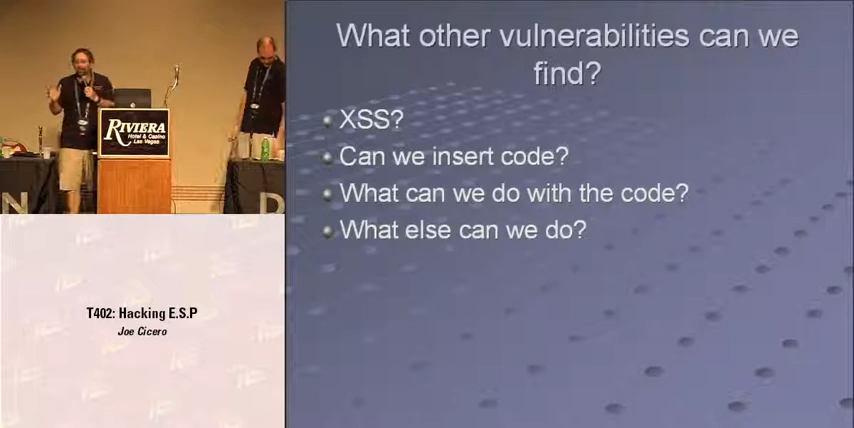 RIVIERA
Hotel & Casino
Las Vegas
N
D
T402: Hacking E.S.P
Joe Cicero
What other vulnerabilities can we
find?
XSS?
Can we insert code?
What can we do with the code?
What else can we do?